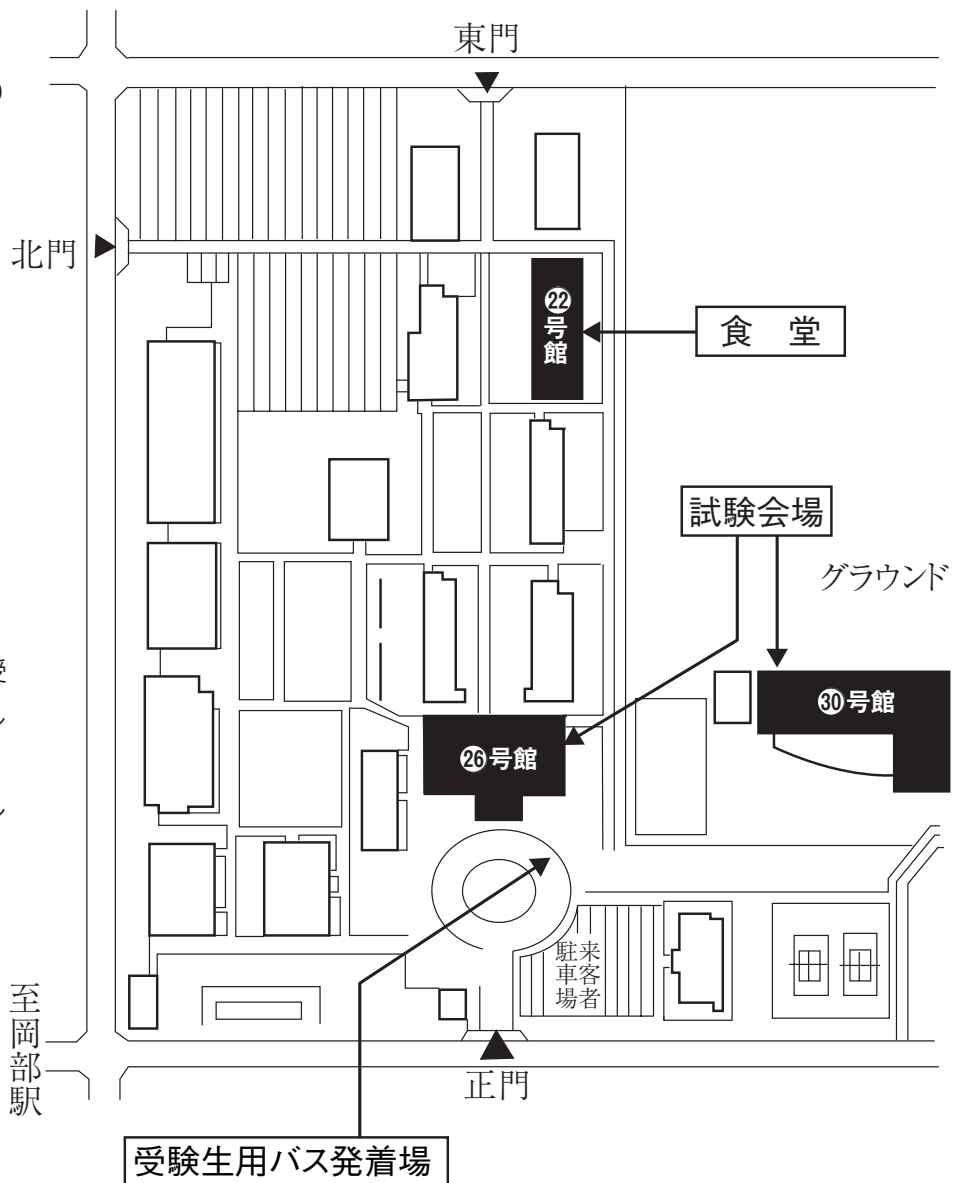 東門
北門
㉒号館
食堂
試験会場
グラウンド
㉚号館
㉖号館
来客者
駐車場
至岡部駅
正門
受験生用バス発着場